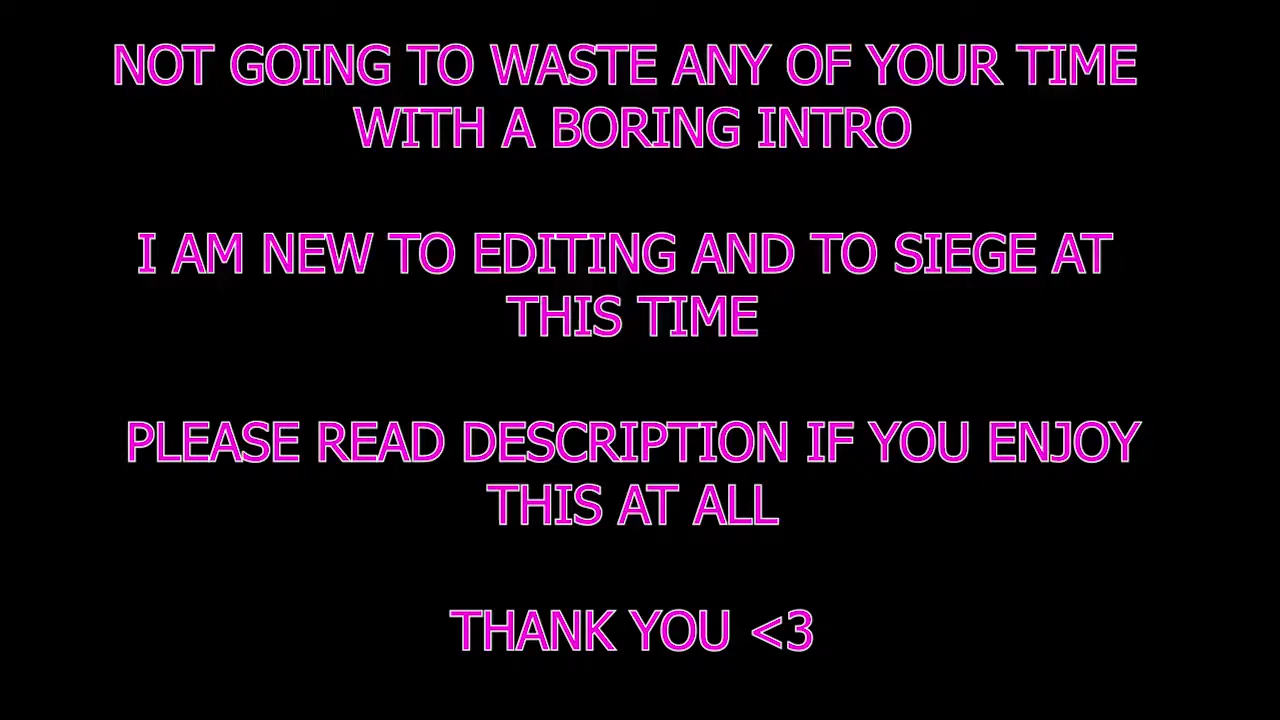 NOT GOING TO WASTE ANY OF YOUR TIME
WITH A BORING INTRO
I AM NEW TO EDITING AND TO SIEGE AT
THIS TIME
PLEASE READ DESCRIPTION IF YOU ENJOY
THIS AT ALL
THANK YOU <3